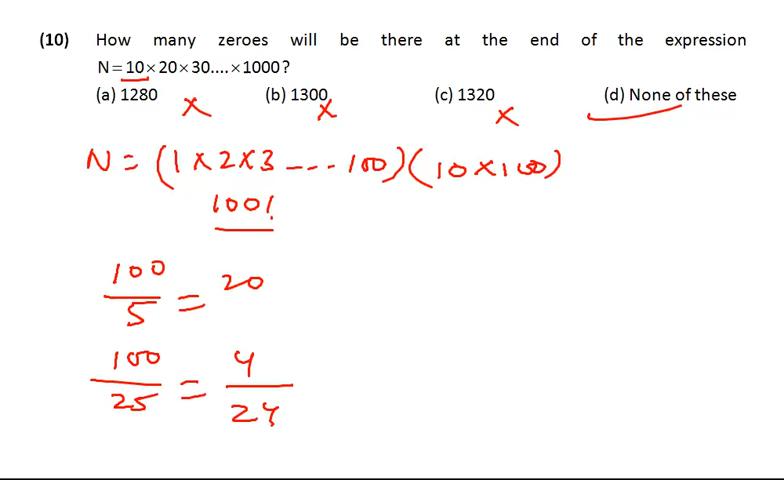 (10) How many zeroes will be there at the end of the expression
N=10×20×30....×1000?
(a) 1280 (b) 1300 (c) 1320 (d) None of these
N = (1×2×3 --- 100)(10×100)
100!
100/5 = 20
100/25 = 4
24